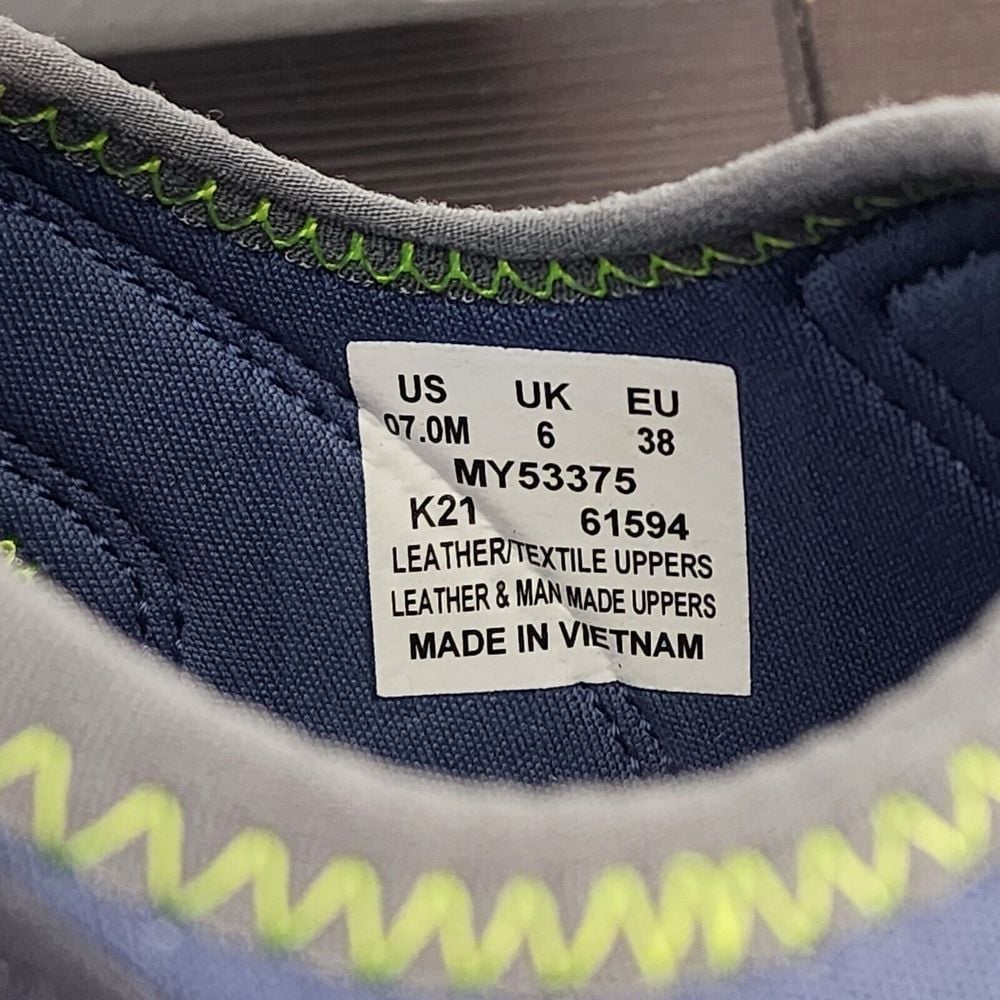 US UK EU
07.0M 6 38
MY53375
K21 61594
LEATHER/TEXTILE UPPERS
LEATHER & MAN MADE UPPERS
MADE IN VIETNAM